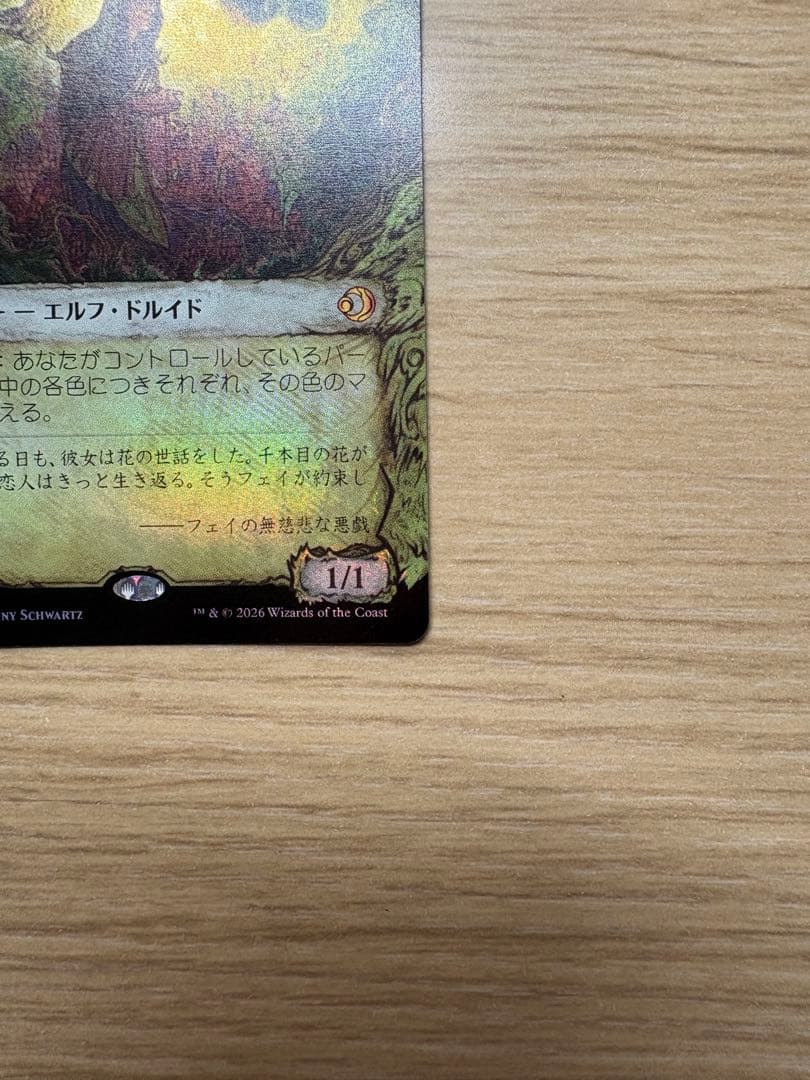 — エルフ・ドルイド
：あなたがコントロールしているパー
中の各色につきそれぞれ、その色のマ
える。
る日も、彼女は花の世話をした。千本目の花が
恋人はきっと生き返る。そうフェイが約束し
――フェイの無慈悲な悪戯
1/1
NY SCHWARTZ ™ & © 2026 Wizards of the Coast